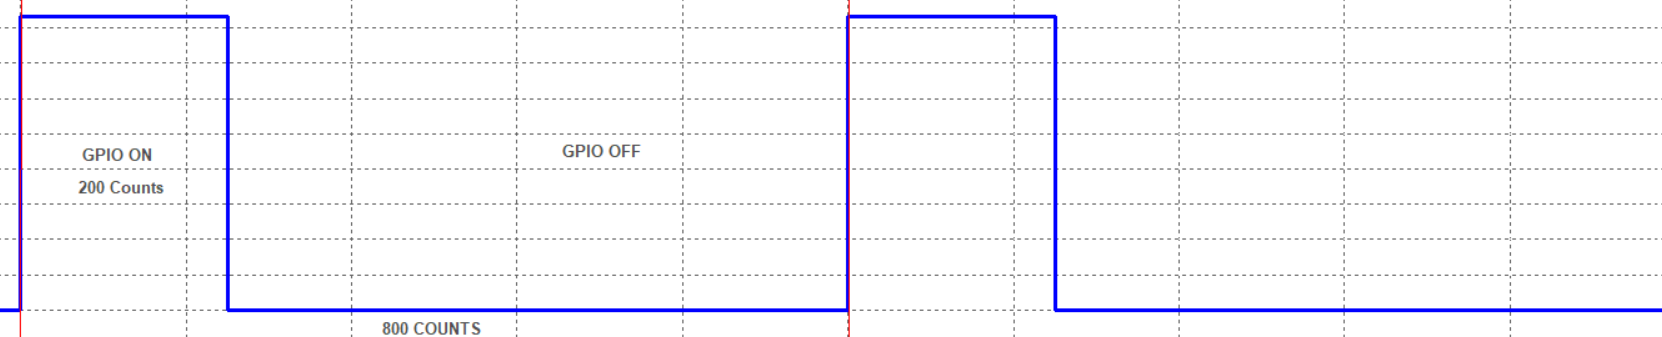 GPIO ON
200 Counts
GPIO OFF
800 COUNTS